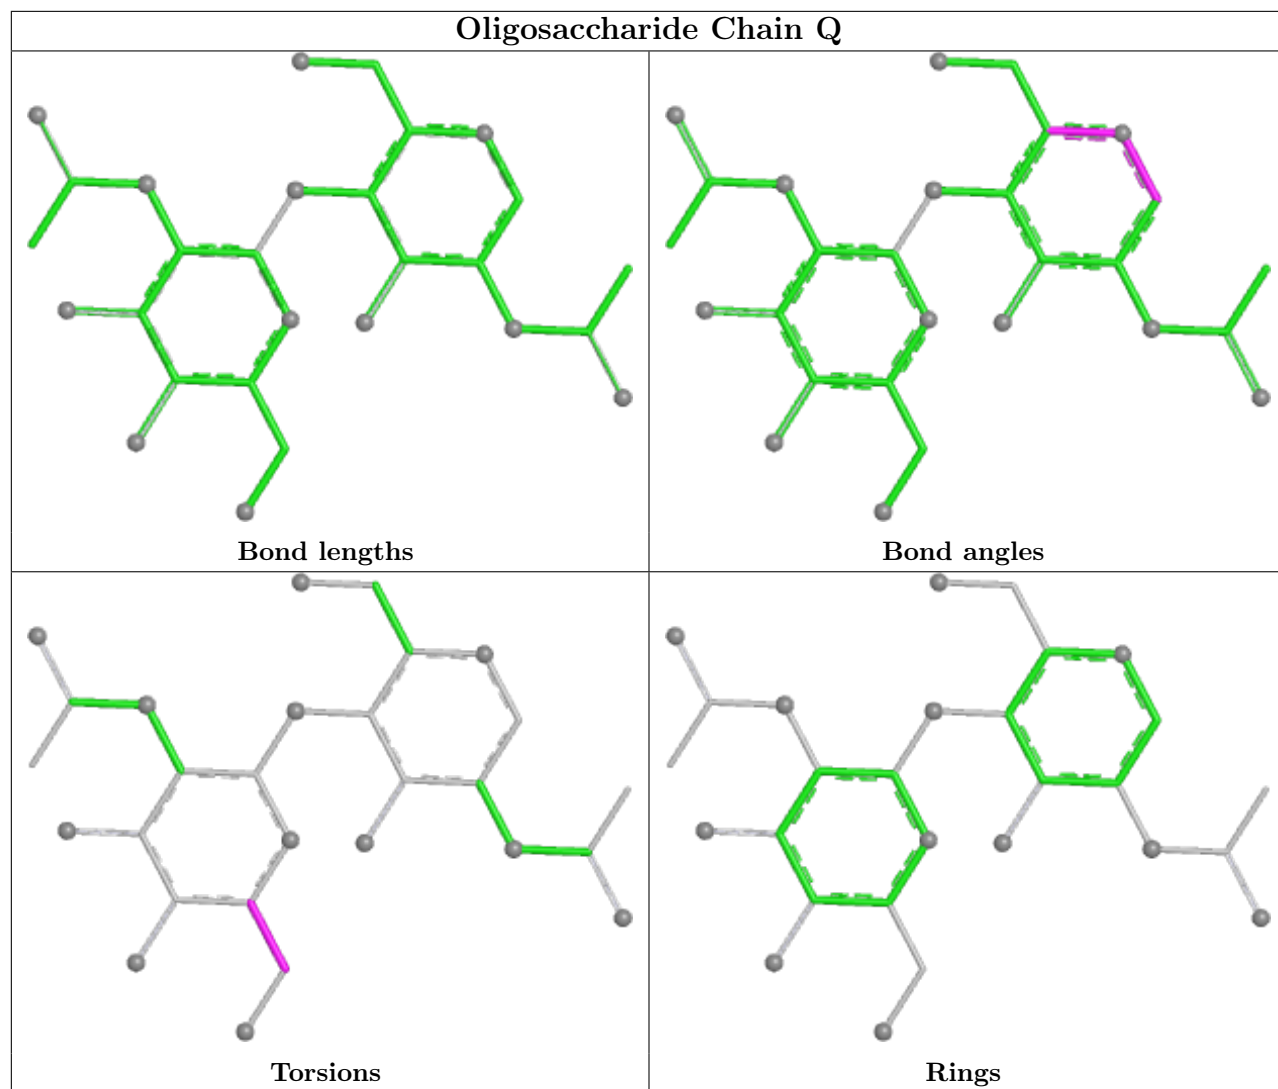 Oligosaccharide Chain Q
Bond lengths
Bond angles
Torsions
Rings